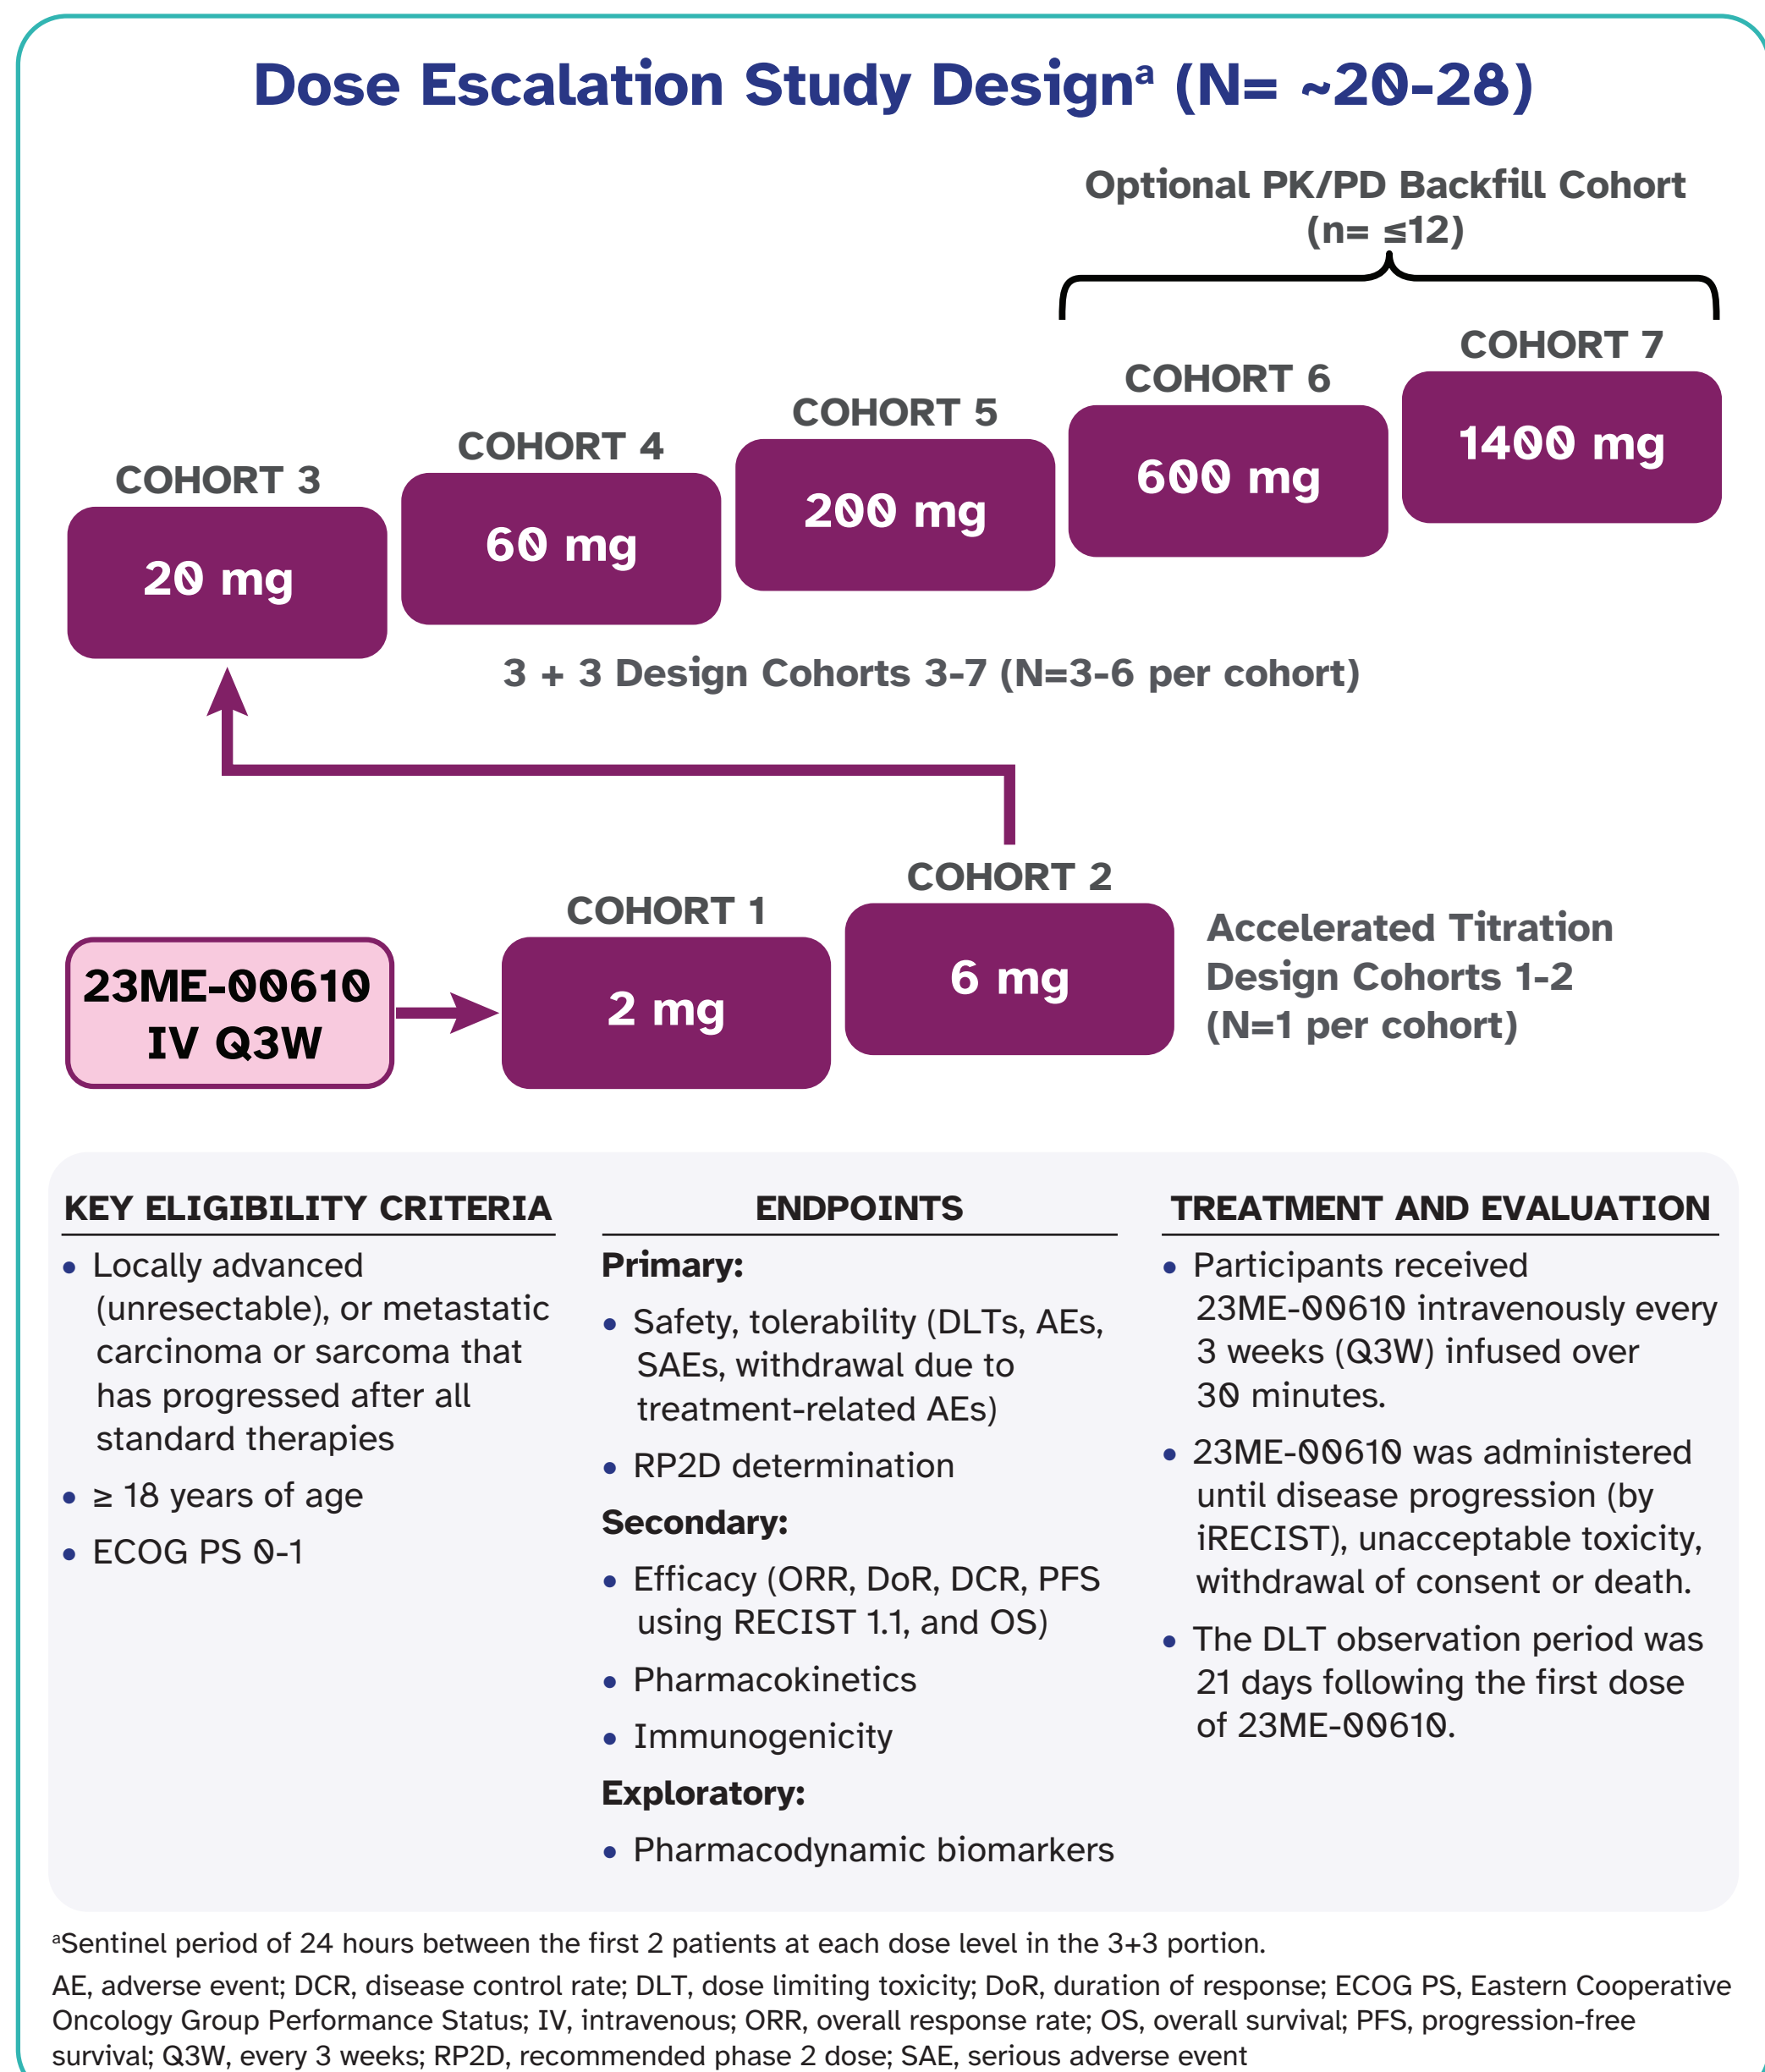 Dose Escalation Study Designᵃ (N= ~20-28)
Optional PK/PD Backfill Cohort
(n= ≤12)
COHORT 7
1400 mg
COHORT 6
600 mg
COHORT 5
200 mg
COHORT 4
60 mg
COHORT 3
20 mg
3 + 3 Design Cohorts 3-7 (N=3-6 per cohort)
COHORT 2
6 mg
COHORT 1
2 mg
23ME-00610
IV Q3W
Accelerated Titration
Design Cohorts 1-2
(N=1 per cohort)
KEY ELIGIBILITY CRITERIA
• Locally advanced
(unresectable), or metastatic
carcinoma or sarcoma that
has progressed after all
standard therapies
• ≥ 18 years of age
• ECOG PS 0-1
ENDPOINTS
Primary:
• Safety, tolerability (DLTs, AEs,
SAEs, withdrawal due to
treatment-related AEs)
• RP2D determination
Secondary:
• Efficacy (ORR, DoR, DCR, PFS
using RECIST 1.1, and OS)
• Pharmacokinetics
• Immunogenicity
Exploratory:
• Pharmacodynamic biomarkers
TREATMENT AND EVALUATION
• Participants received
23ME-00610 intravenously every
3 weeks (Q3W) infused over
30 minutes.
• 23ME-00610 was administered
until disease progression (by
iRECIST), unacceptable toxicity,
withdrawal of consent or death.
• The DLT observation period was
21 days following the first dose
of 23ME-00610.
ᵃSentinel period of 24 hours between the first 2 patients at each dose level in the 3+3 portion.
AE, adverse event; DCR, disease control rate; DLT, dose limiting toxicity; DoR, duration of response; ECOG PS, Eastern Cooperative
Oncology Group Performance Status; IV, intravenous; ORR, overall response rate; OS, overall survival; PFS, progression-free
survival; Q3W, every 3 weeks; RP2D, recommended phase 2 dose; SAE, serious adverse event